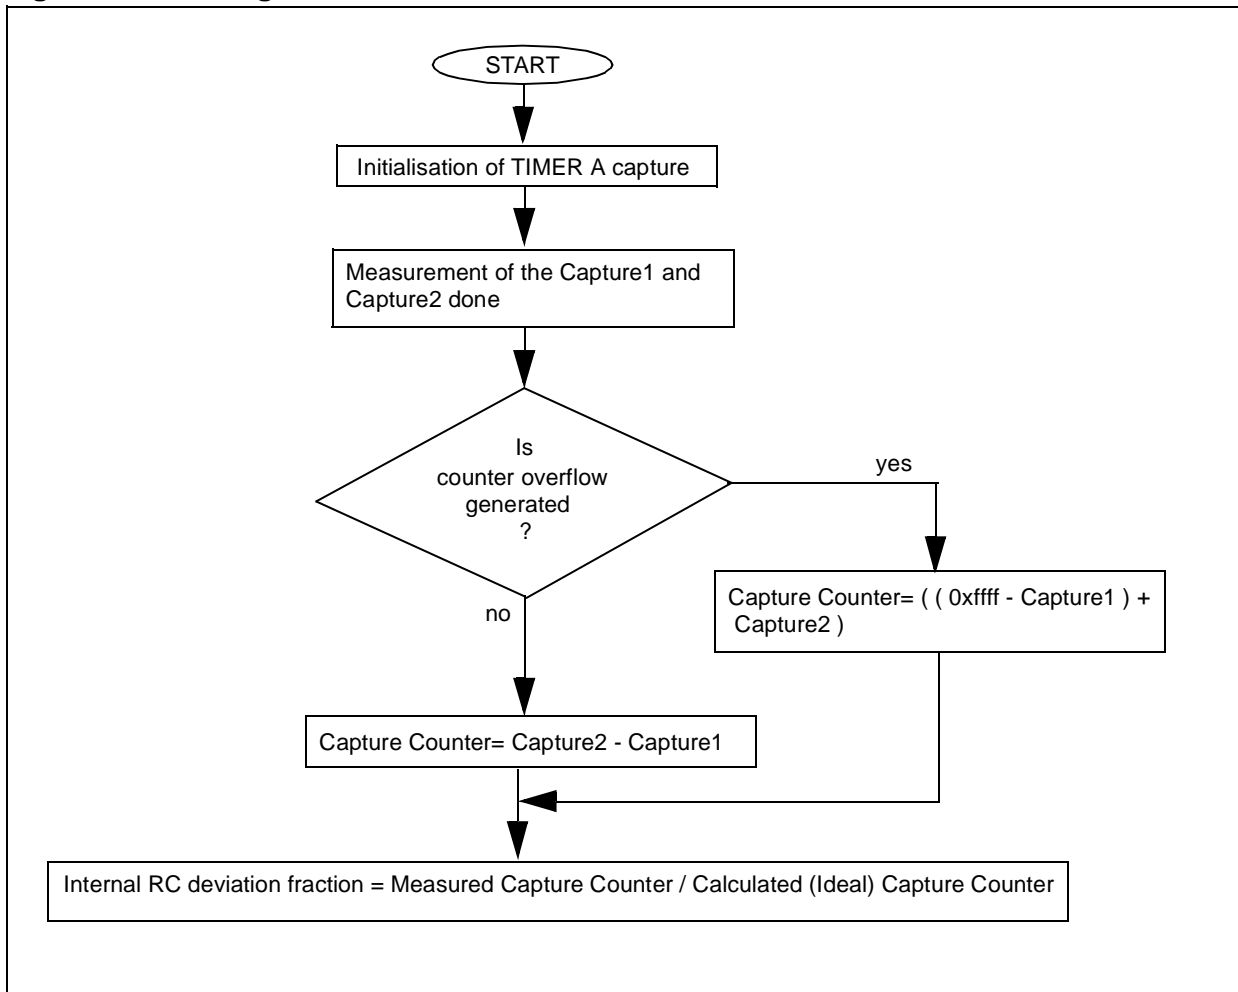 START
Initialisation of TIMER A capture
Measurement of the Capture1 and
Capture2 done
Is
counter overflow
generated
?
yes
Capture Counter= ( ( 0xffff - Capture1 ) +
Capture2 )
no
Capture Counter= Capture2 - Capture1
Internal RC deviation fraction = Measured Capture Counter / Calculated (Ideal) Capture Counter